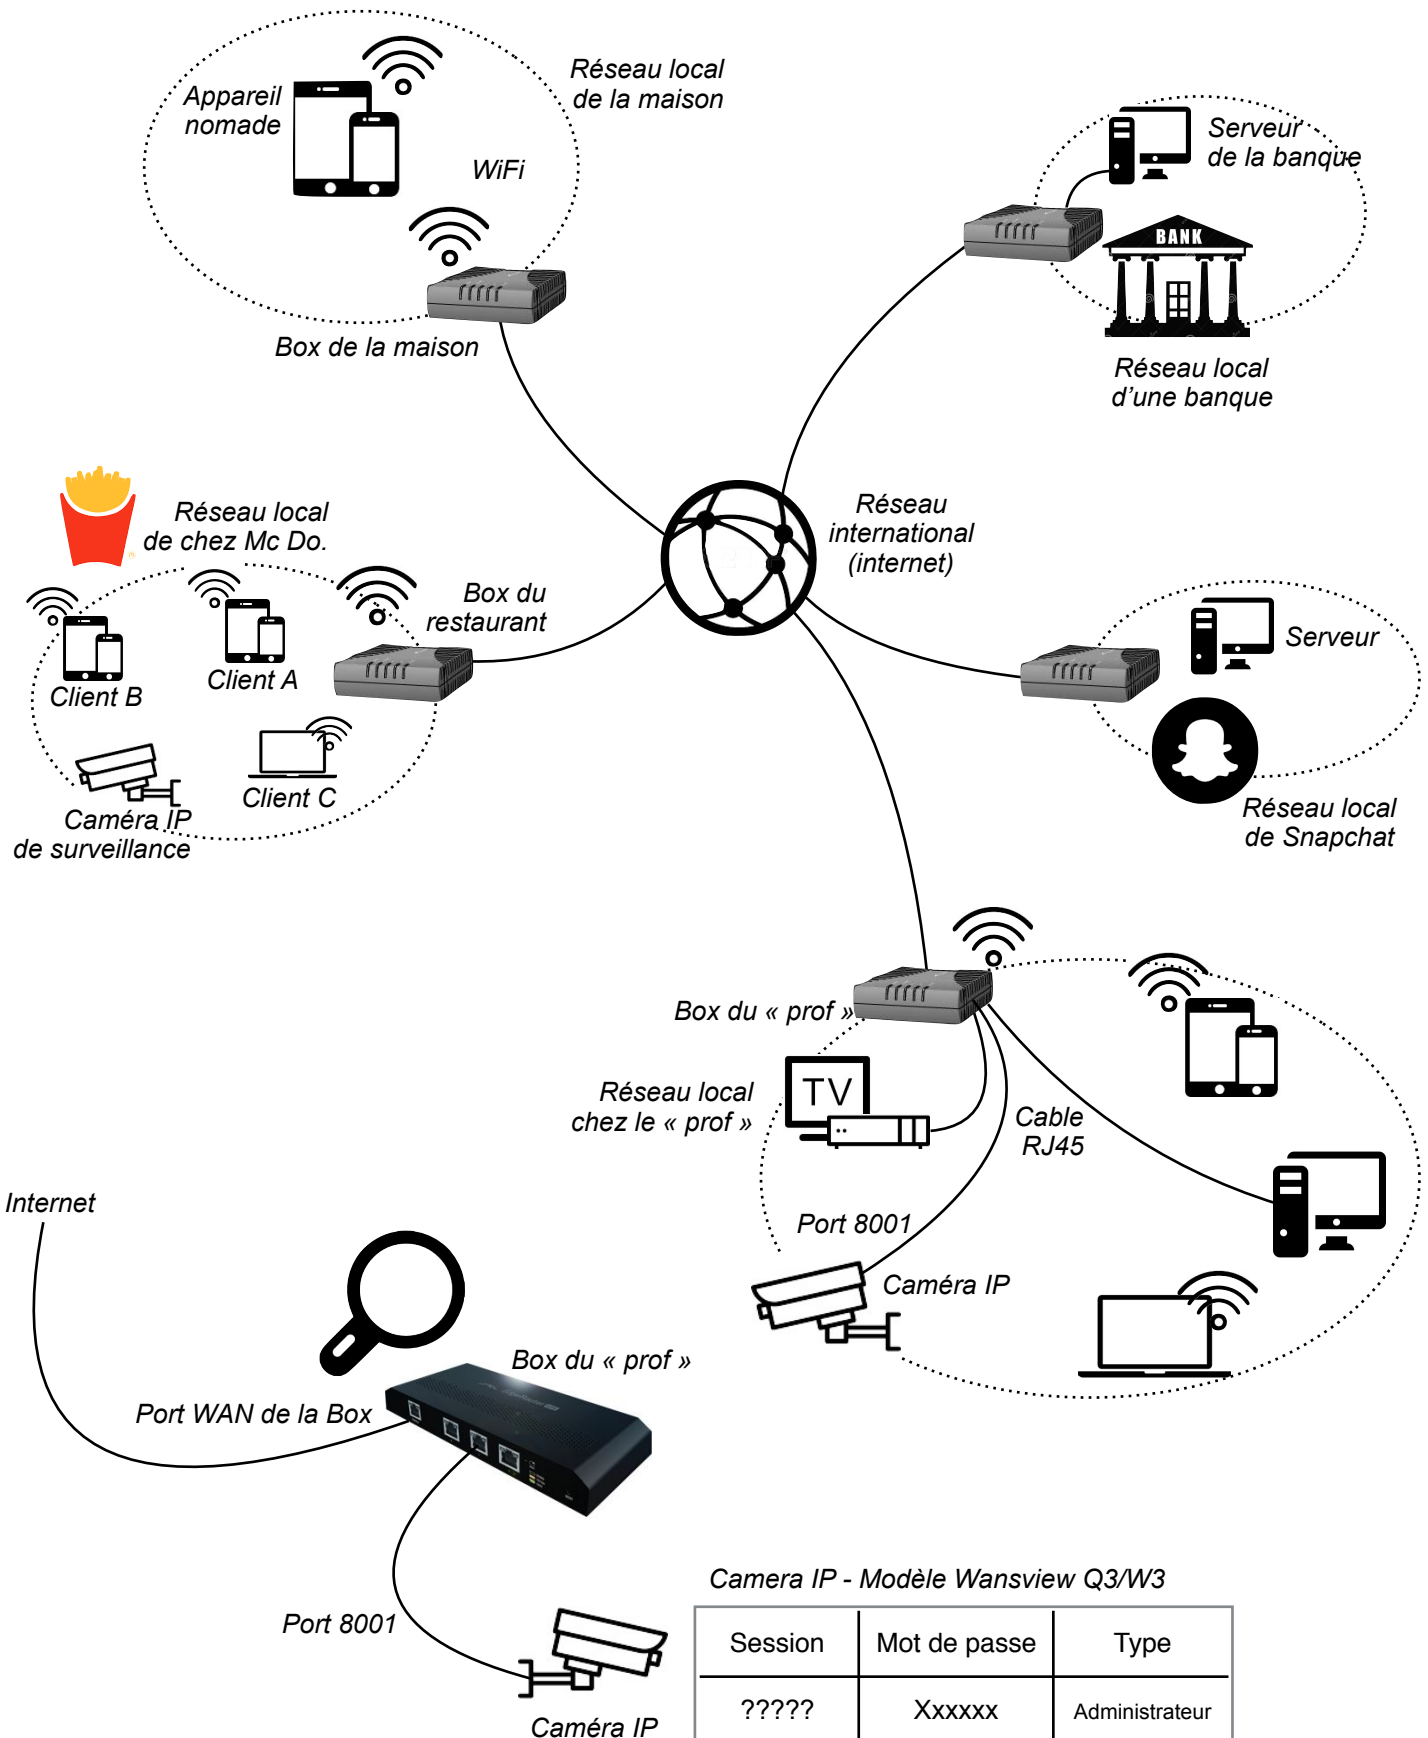 Appareil
nomade
Réseau local
de la maison
WiFi
Box de la maison
Serveur
de la banque
BANK
Réseau local
d'une banque
Réseau local
de chez Mc Do.
Box du
restaurant
Client B
Client A
Client C
Caméra IP
de surveillance
Réseau
international
(internet)
Serveur
Réseau local
de Snapchat
Box du « prof »
Réseau local
chez le « prof »
TV
Cable
RJ45
Port 8001
Caméra IP
Internet
Box du « prof »
Port WAN de la Box
Port 8001
Caméra IP
Camera IP - Modèle Wansview Q3/W3
Session Mot de passe Type
????? Xxxxxx Administrateur